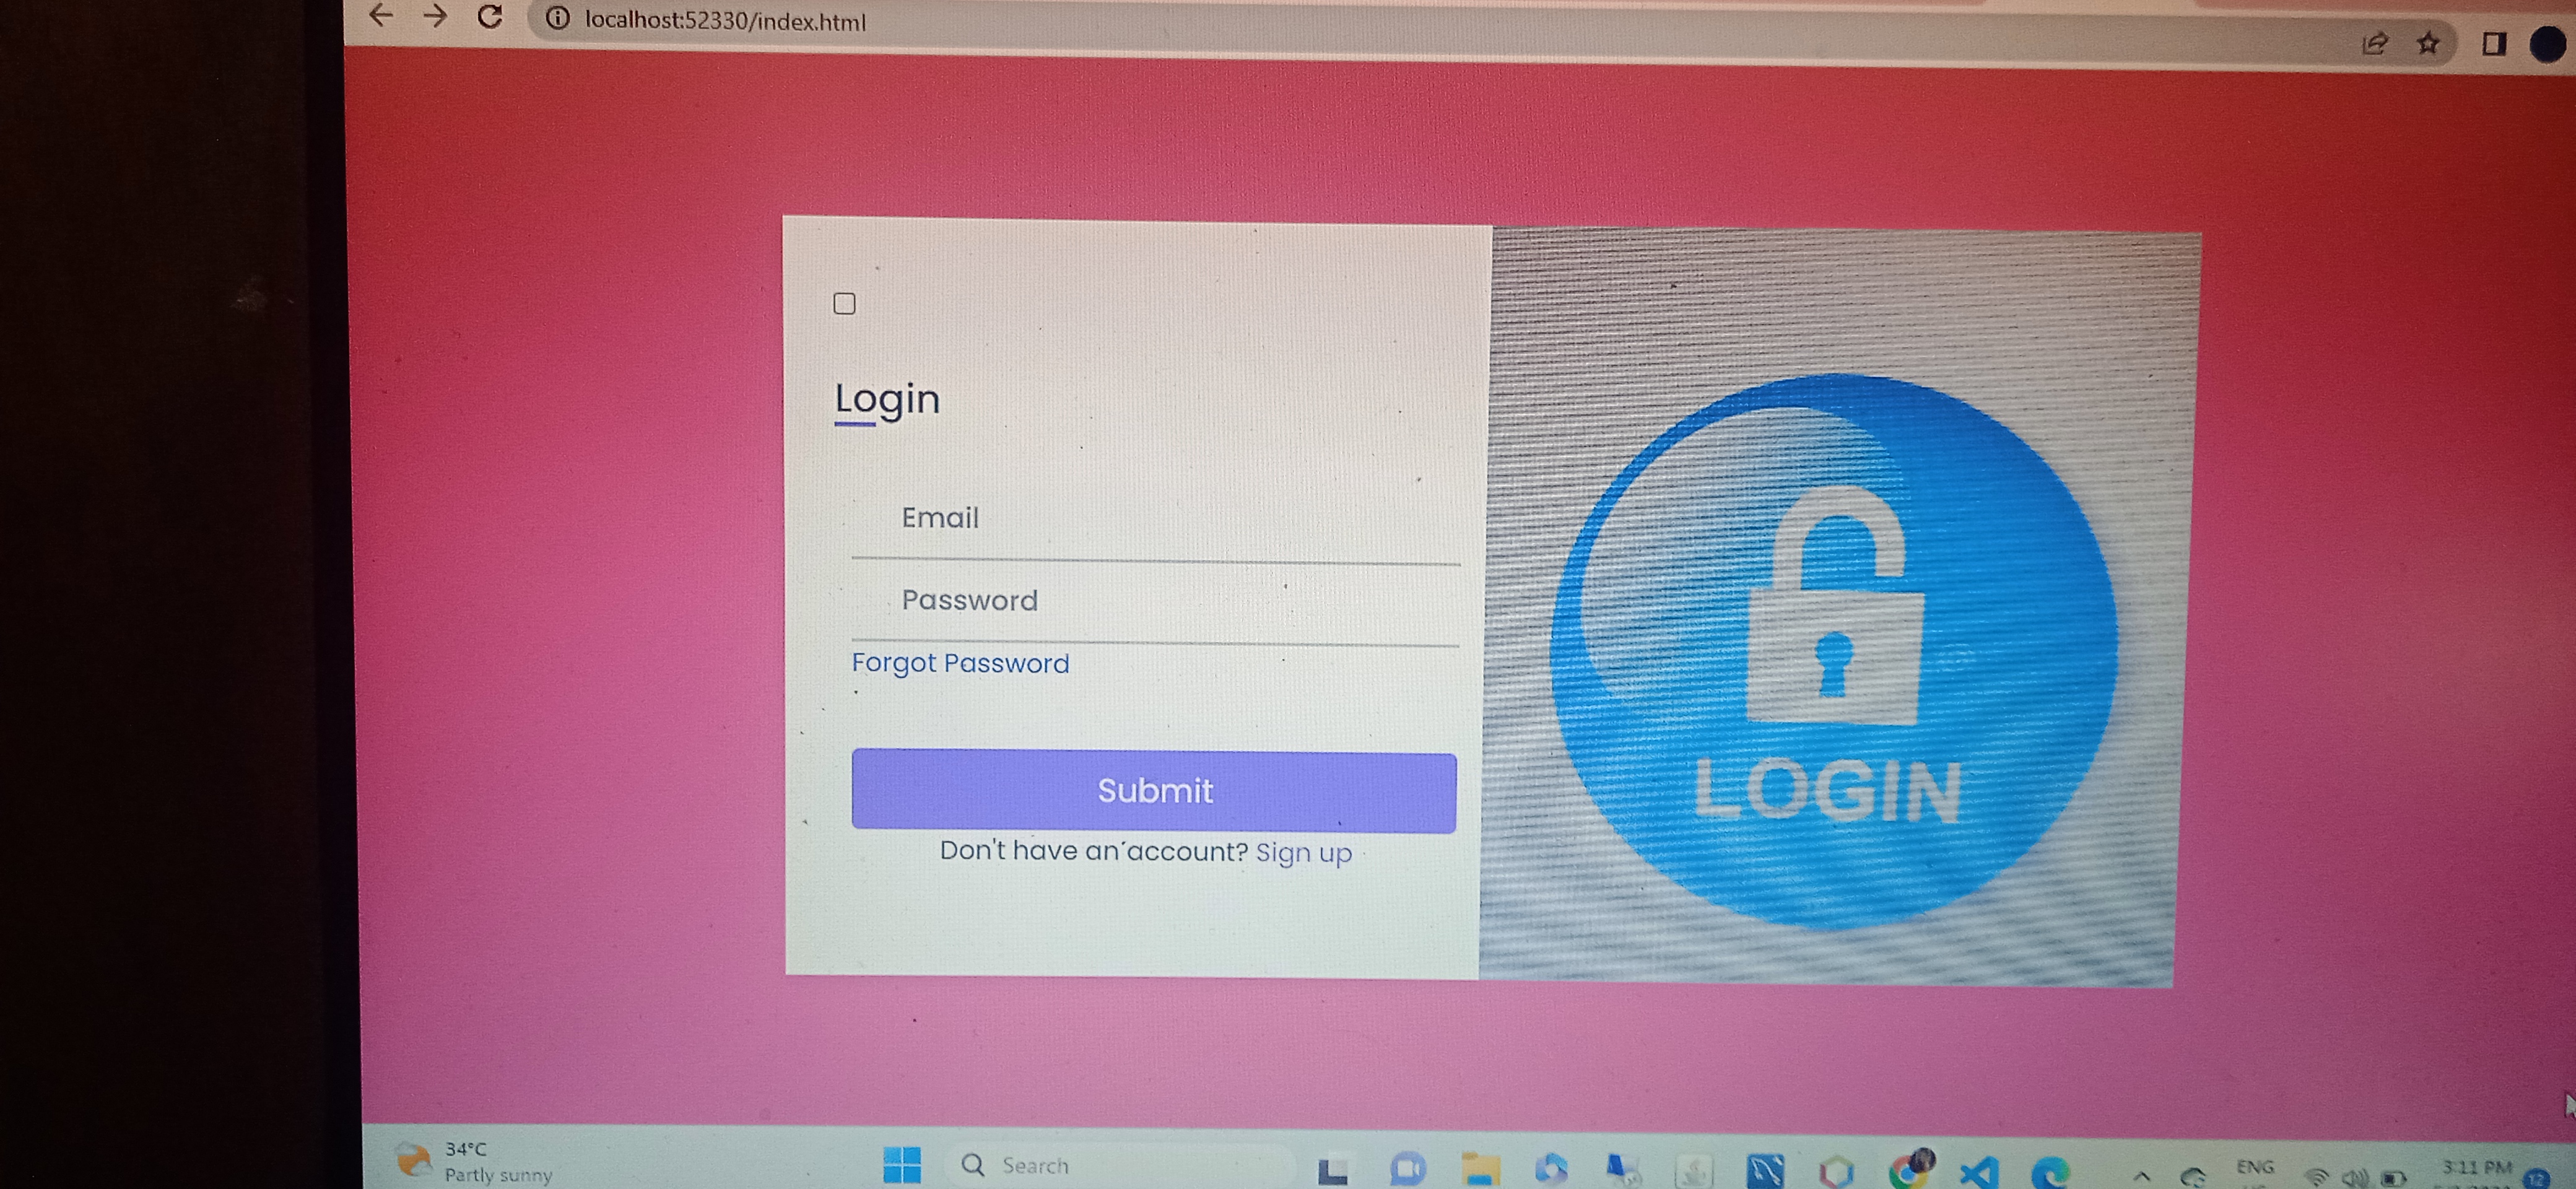 localhost:52330/index.html
Login
Email
Password
Forgot Password
Submit
Don't have an account? Sign up
LOGIN
34°C
Partly sunny
Search
ENG
3:11 PM
12